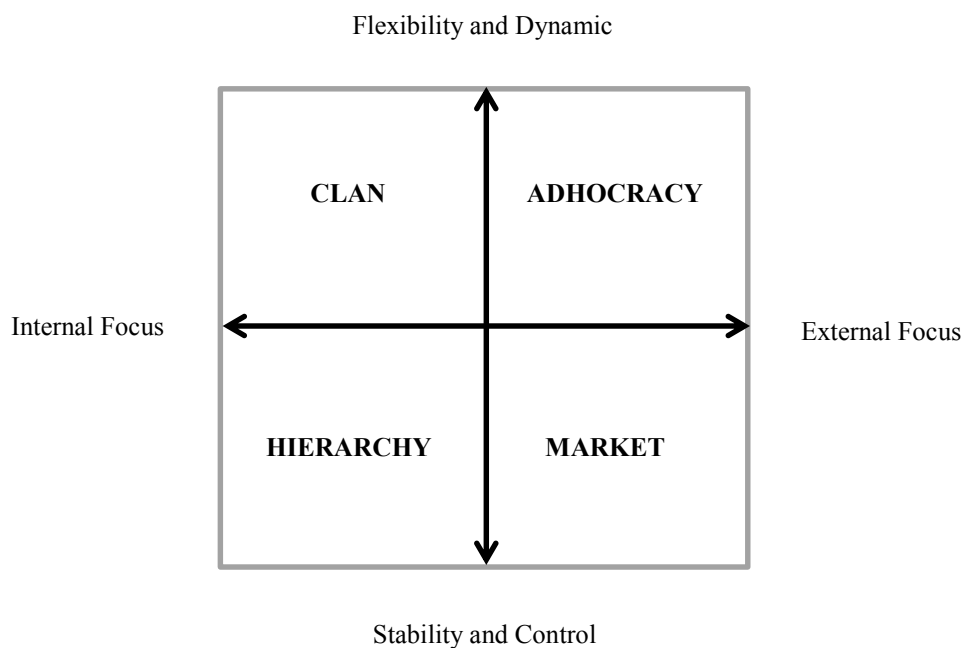 Flexibility and Dynamic
CLAN
ADHOCRACY
Internal Focus
External Focus
HIERARCHY
MARKET
Stability and Control